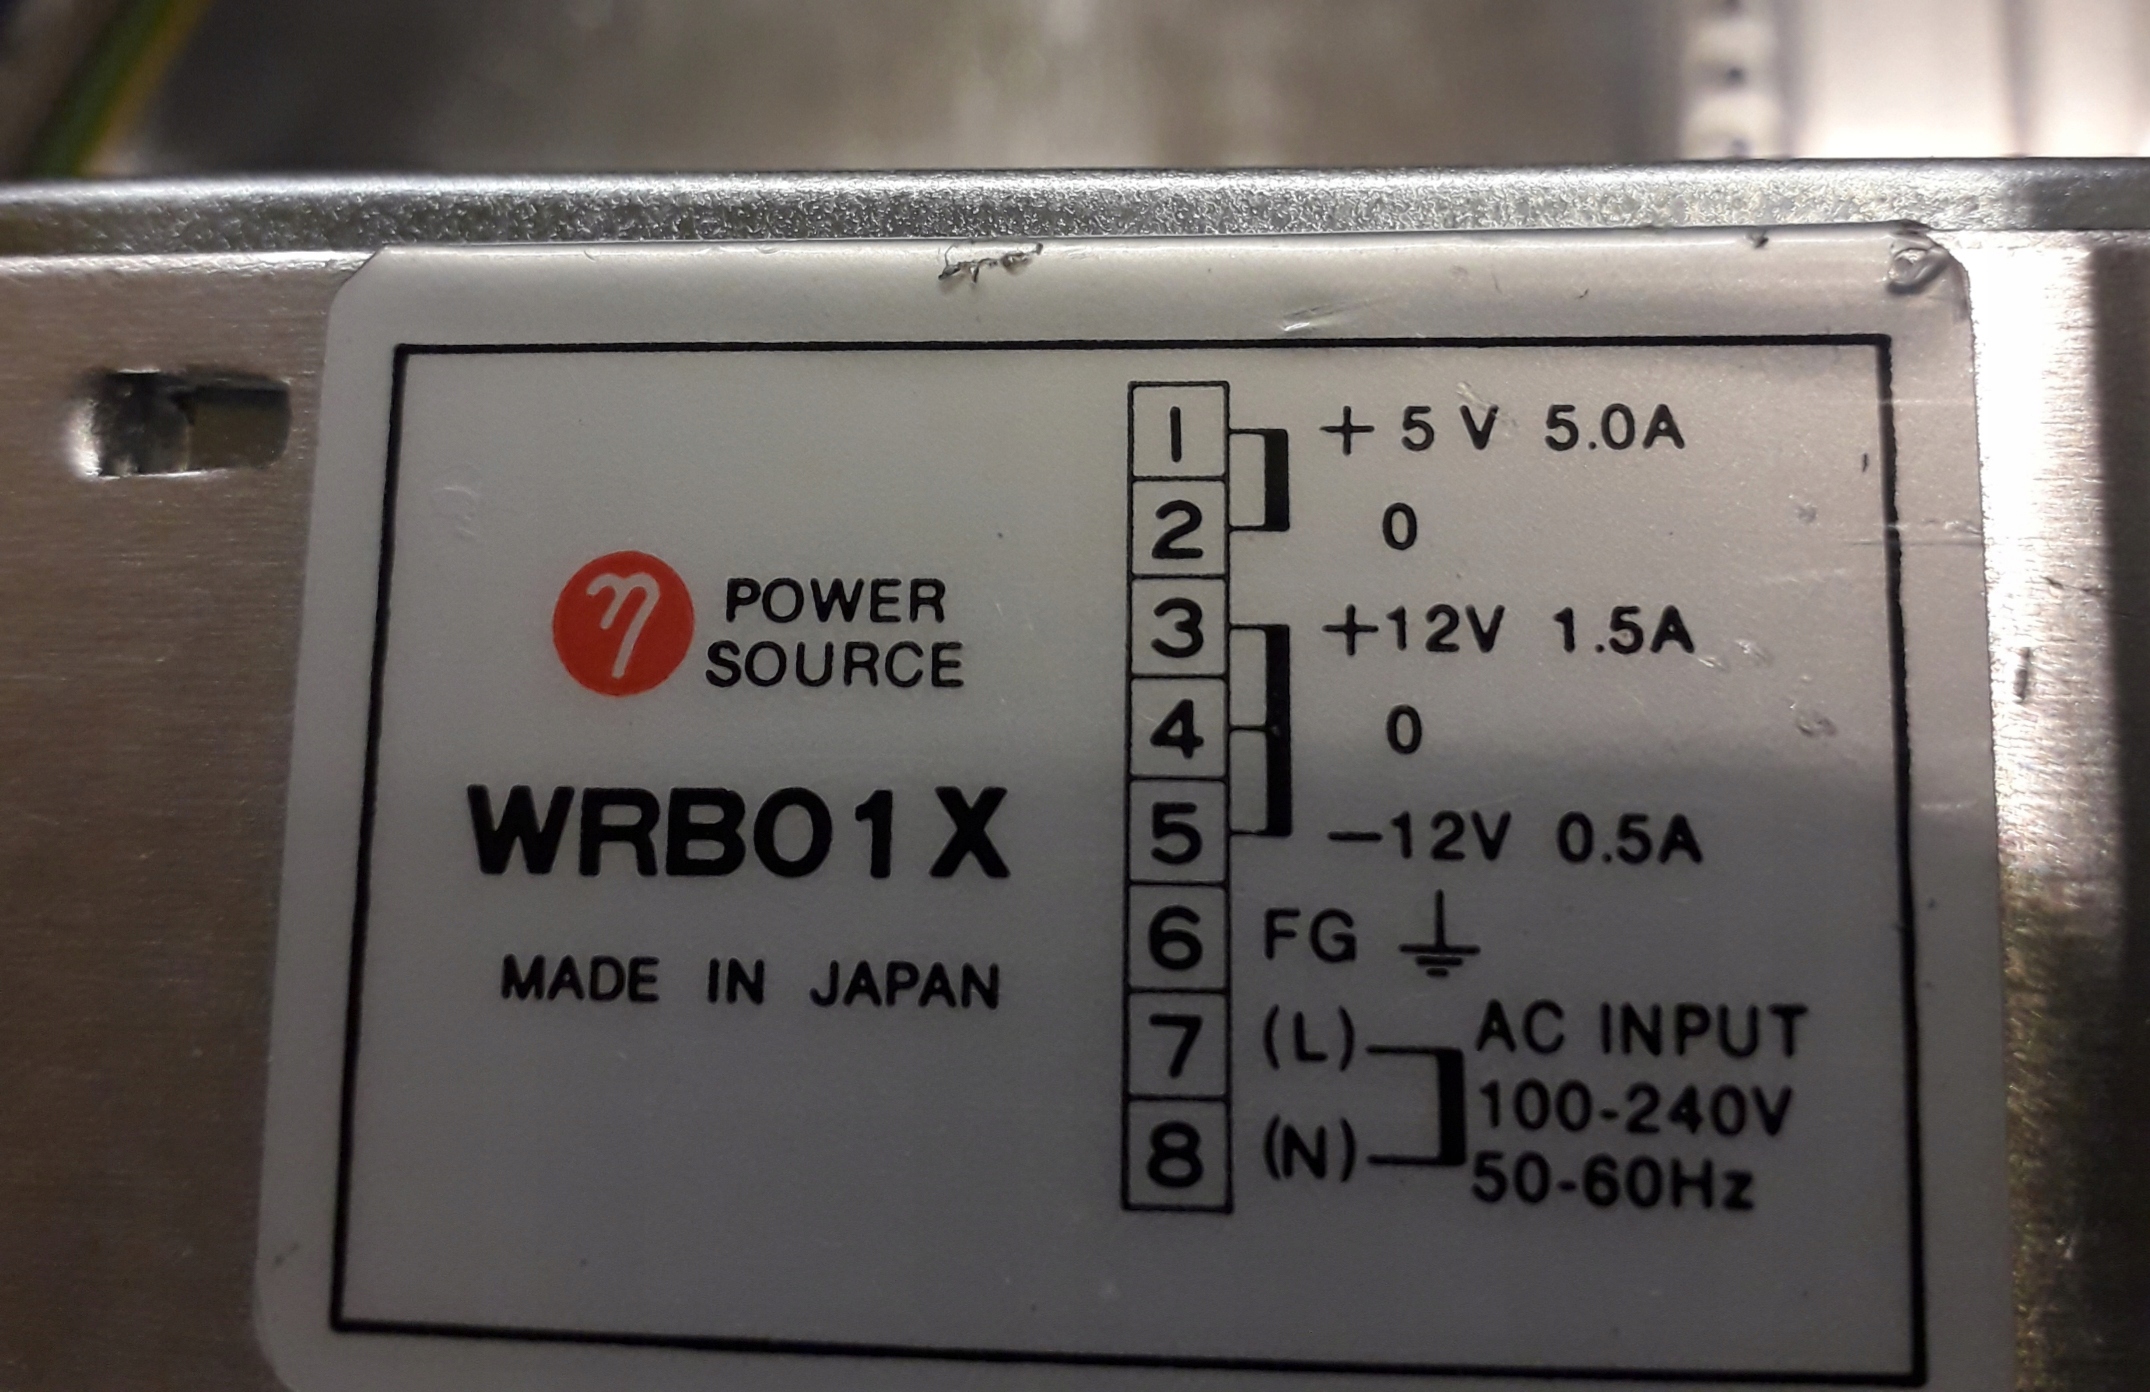 η POWER
SOURCE
WRB01X
MADE IN JAPAN
1 +5V 5.0A
2 0
3 +12V 1.5A
4 0
5 -12V 0.5A
6 FG
7 (L) AC INPUT
100-240V
8 (N) 50-60Hz